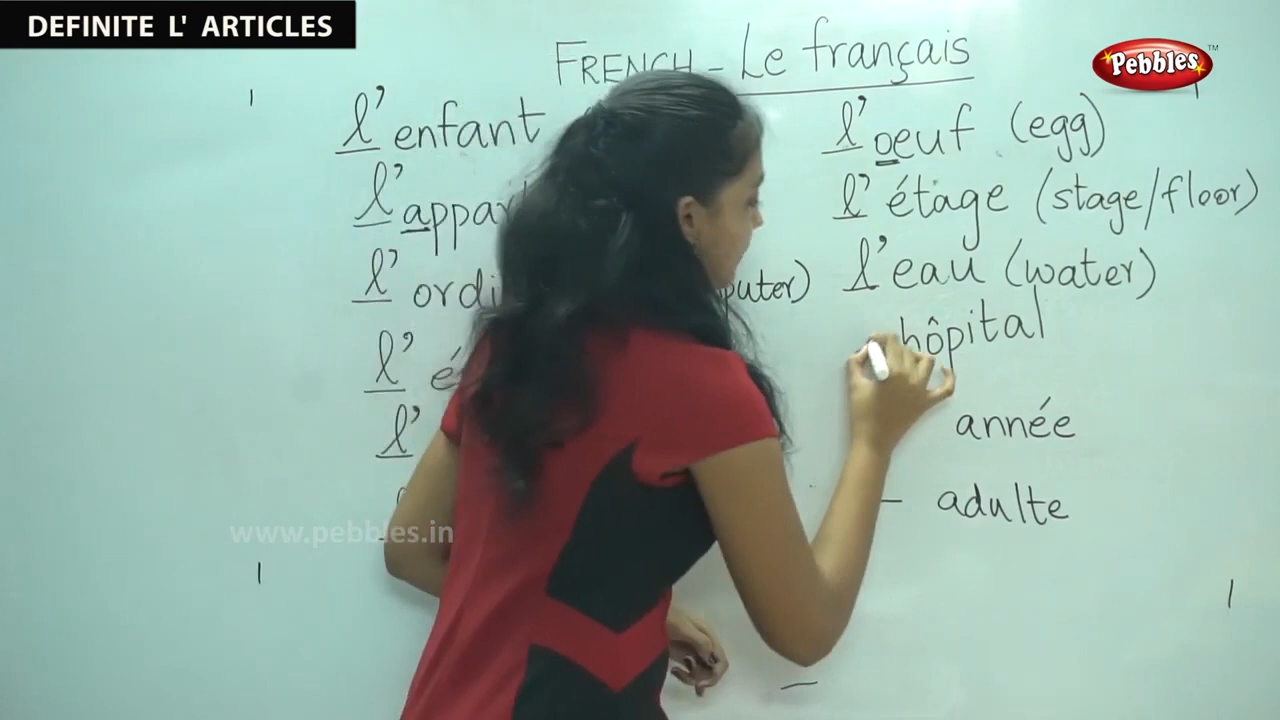 DEFINITE L' ARTICLES
Pebbles
TM
FRENCH - Le français
l'enfant
l'
l'
l'
l'
l'oeuf (egg)
l'étage (stage/floor)
l'eau (water)
hôpital
année
– adulte
www.pebbles.in